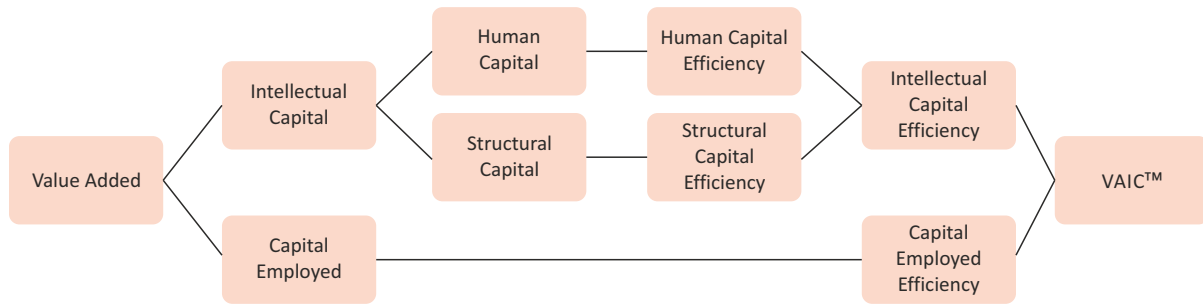 Value Added
Intellectual
Capital
Capital
Employed
Human
Capital
Structural
Capital
Human Capital
Efficiency
Structural
Capital
Efficiency
Intellectual
Capital
Efficiency
Capital
Employed
Efficiency
VAIC™